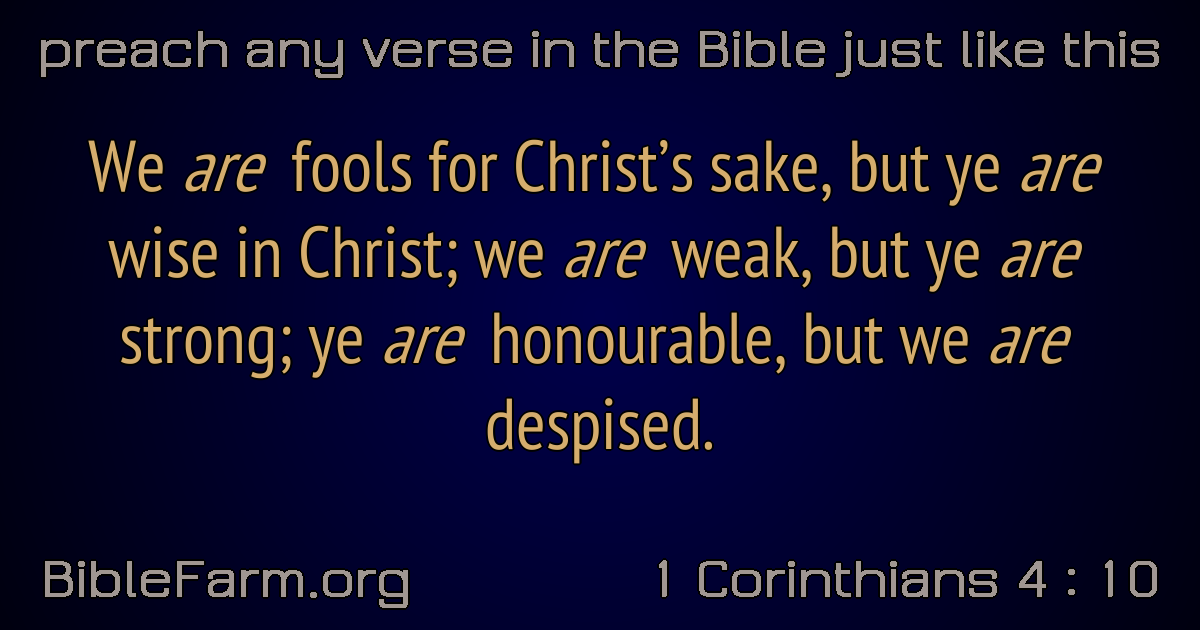 preach any verse in the Bible just like this
We are fools for Christ’s sake, but ye are
wise in Christ; we are weak, but ye are
strong; ye are honourable, but we are
despised.
BibleFarm.org
1 Corinthians 4 : 10